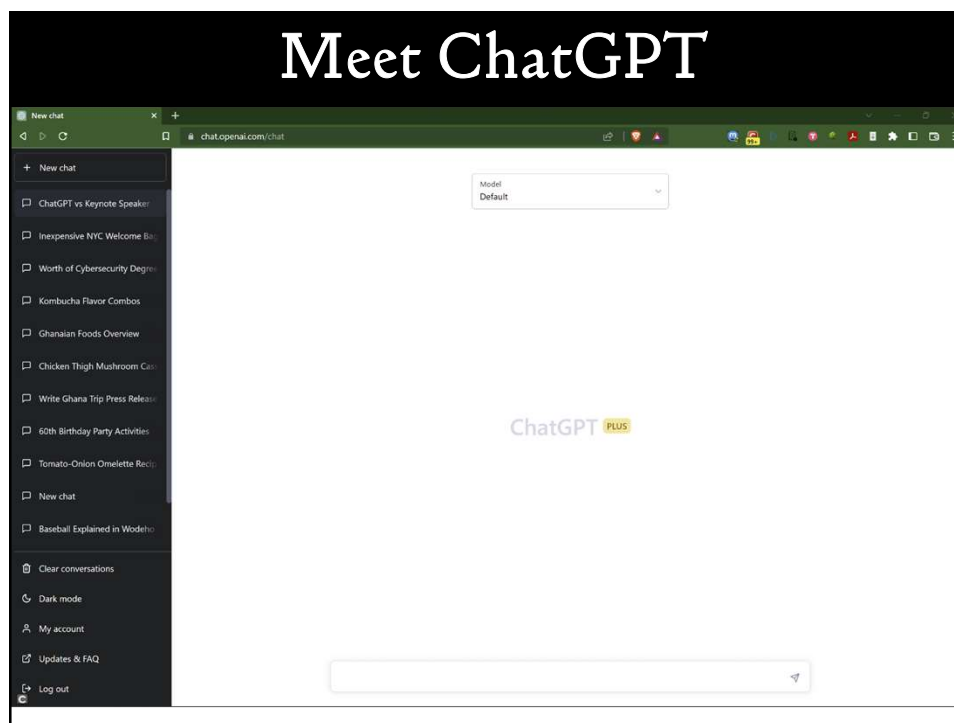 Meet ChatGPT
New chat
chat.openai.com/chat
99+
+ New chat
Model
Default
ChatGPT vs Keynote Speaker
Inexpensive NYC Welcome Bag
Worth of Cybersecurity Degree
Kombucha Flavor Combos
Ghanaian Foods Overview
Chicken Thigh Mushroom Cas
Write Ghana Trip Press Release
60th Birthday Party Activities
Tomato-Onion Omelette Recip
New chat
Baseball Explained in Wodeho
ChatGPT PLUS
Clear conversations
Dark mode
My account
Updates & FAQ
Log out
C